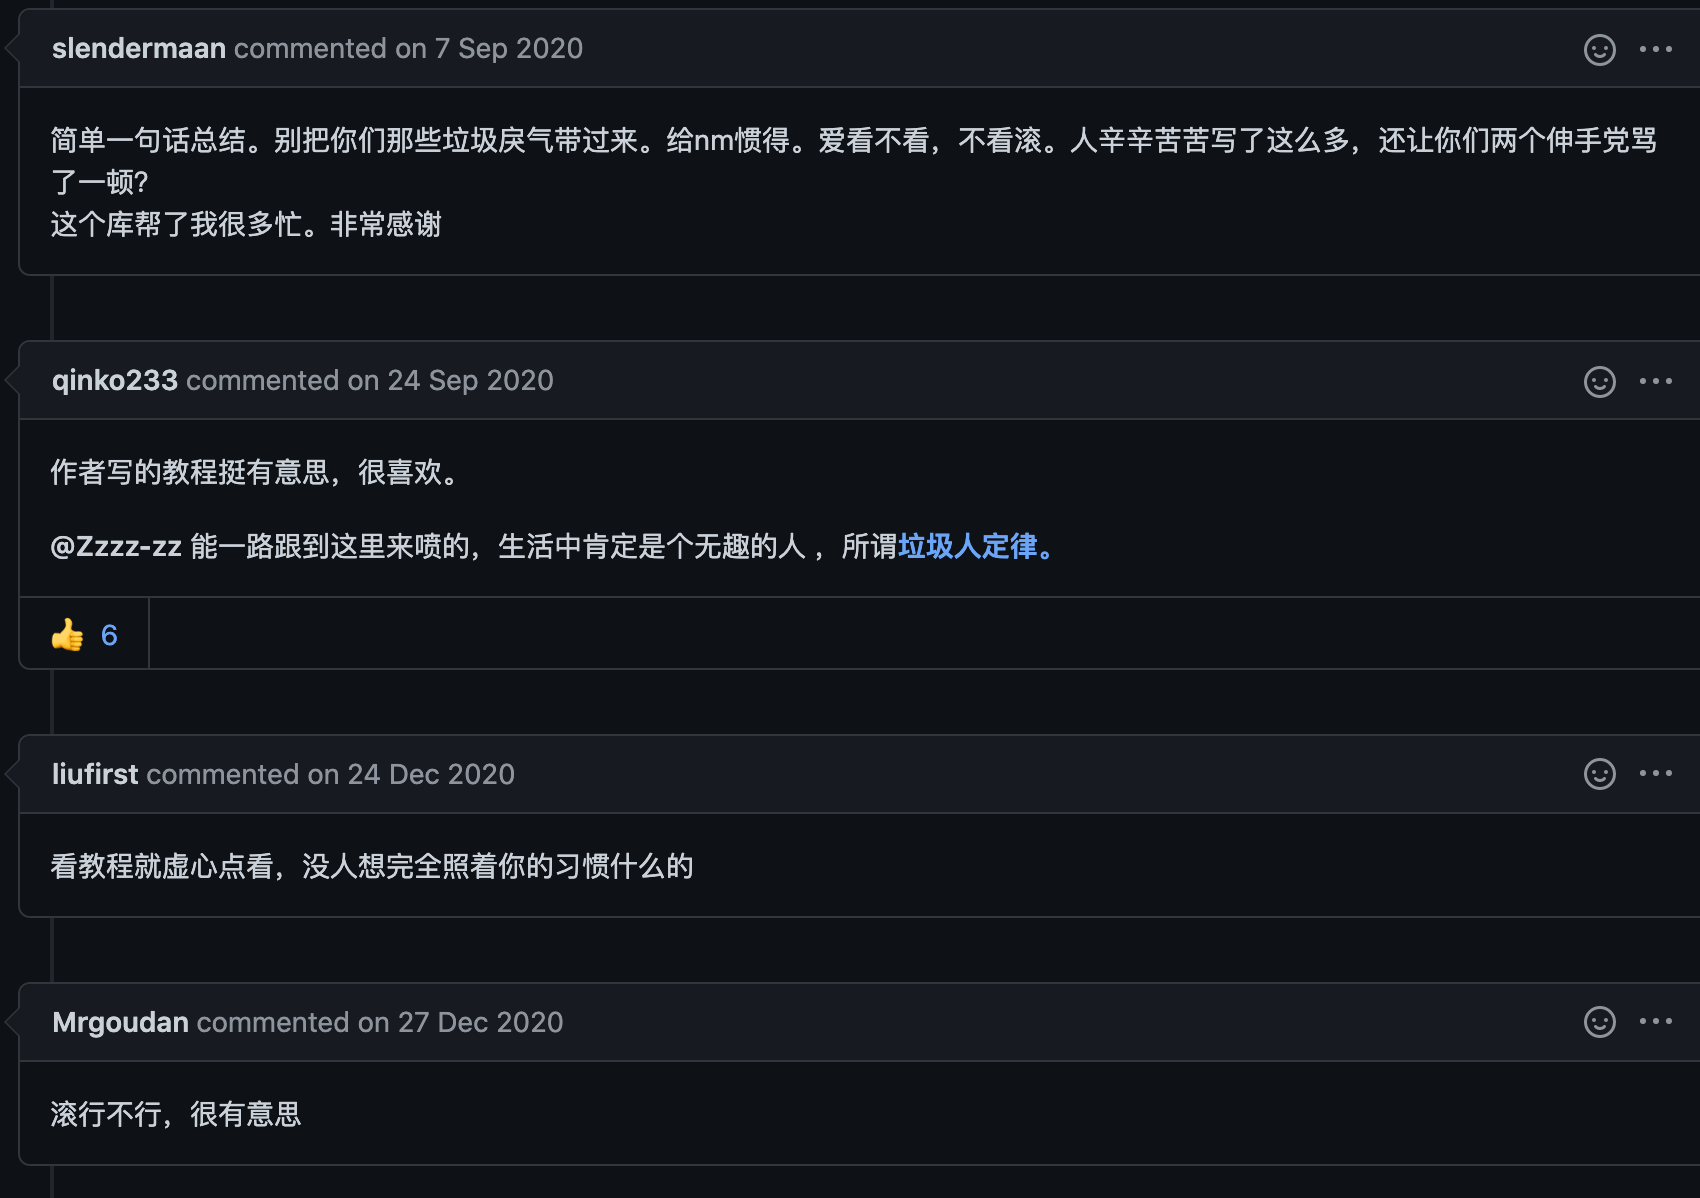 slendermaan commented on 7 Sep 2020
简单一句话总结。别把你们那些垃圾戾气带过来。给nm惯得。爱看不看，不看滚。人辛辛苦苦写了这么多，还让你们两个伸手党骂
了一顿？
这个库帮了我很多忙。非常感谢
qinko233 commented on 24 Sep 2020
作者写的教程挺有意思，很喜欢。
@Zzzz-zz 能一路跟到这里来喷的，生活中肯定是个无趣的人 ，所谓垃圾人定律。
👍 6
liufirst commented on 24 Dec 2020
看教程就虚心点看，没人想完全照着你的习惯什么的
Mrgoudan commented on 27 Dec 2020
滚行不行，很有意思